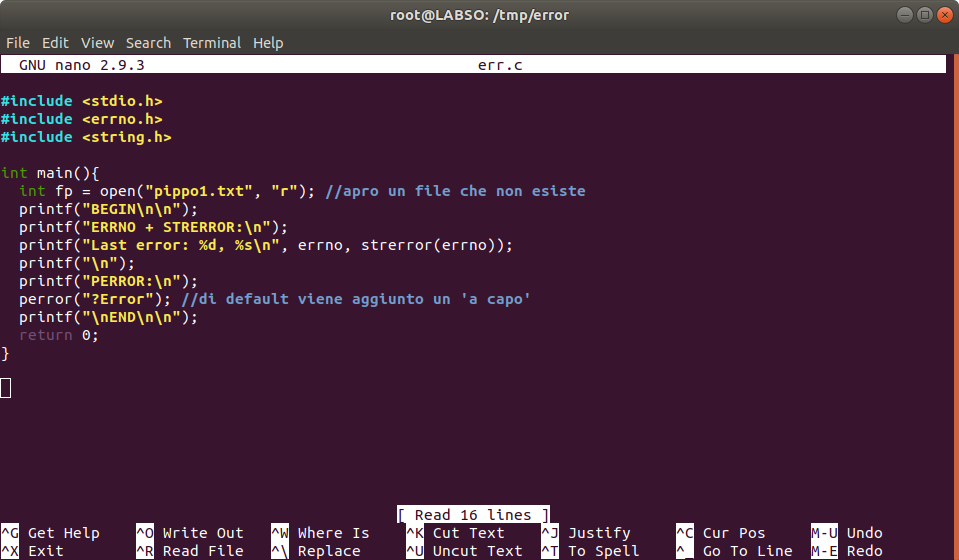 root@LABSO: /tmp/error
File Edit View Search Terminal Help
GNU nano 2.9.3 err.c
#include <stdio.h>
#include <errno.h>
#include <string.h>
int main(){
  int fp = open("pippo1.txt", "r"); //apro un file che non esiste
  printf("BEGIN\n\n");
  printf("ERRNO + STRERROR:\n");
  printf("Last error: %d, %s\n", errno, strerror(errno));
  printf("\n");
  printf("PERROR:\n");
  perror("?Error"); //di default viene aggiunto un 'a capo'
  printf("\nEND\n\n");
  return 0;
}
[ Read 16 lines ]
^G Get Help ^O Write Out ^W Where Is ^K Cut Text ^J Justify ^C Cur Pos M-U Undo
^X Exit ^R Read File ^\ Replace ^U Uncut Text ^T To Spell ^_ Go To Line M-E Redo